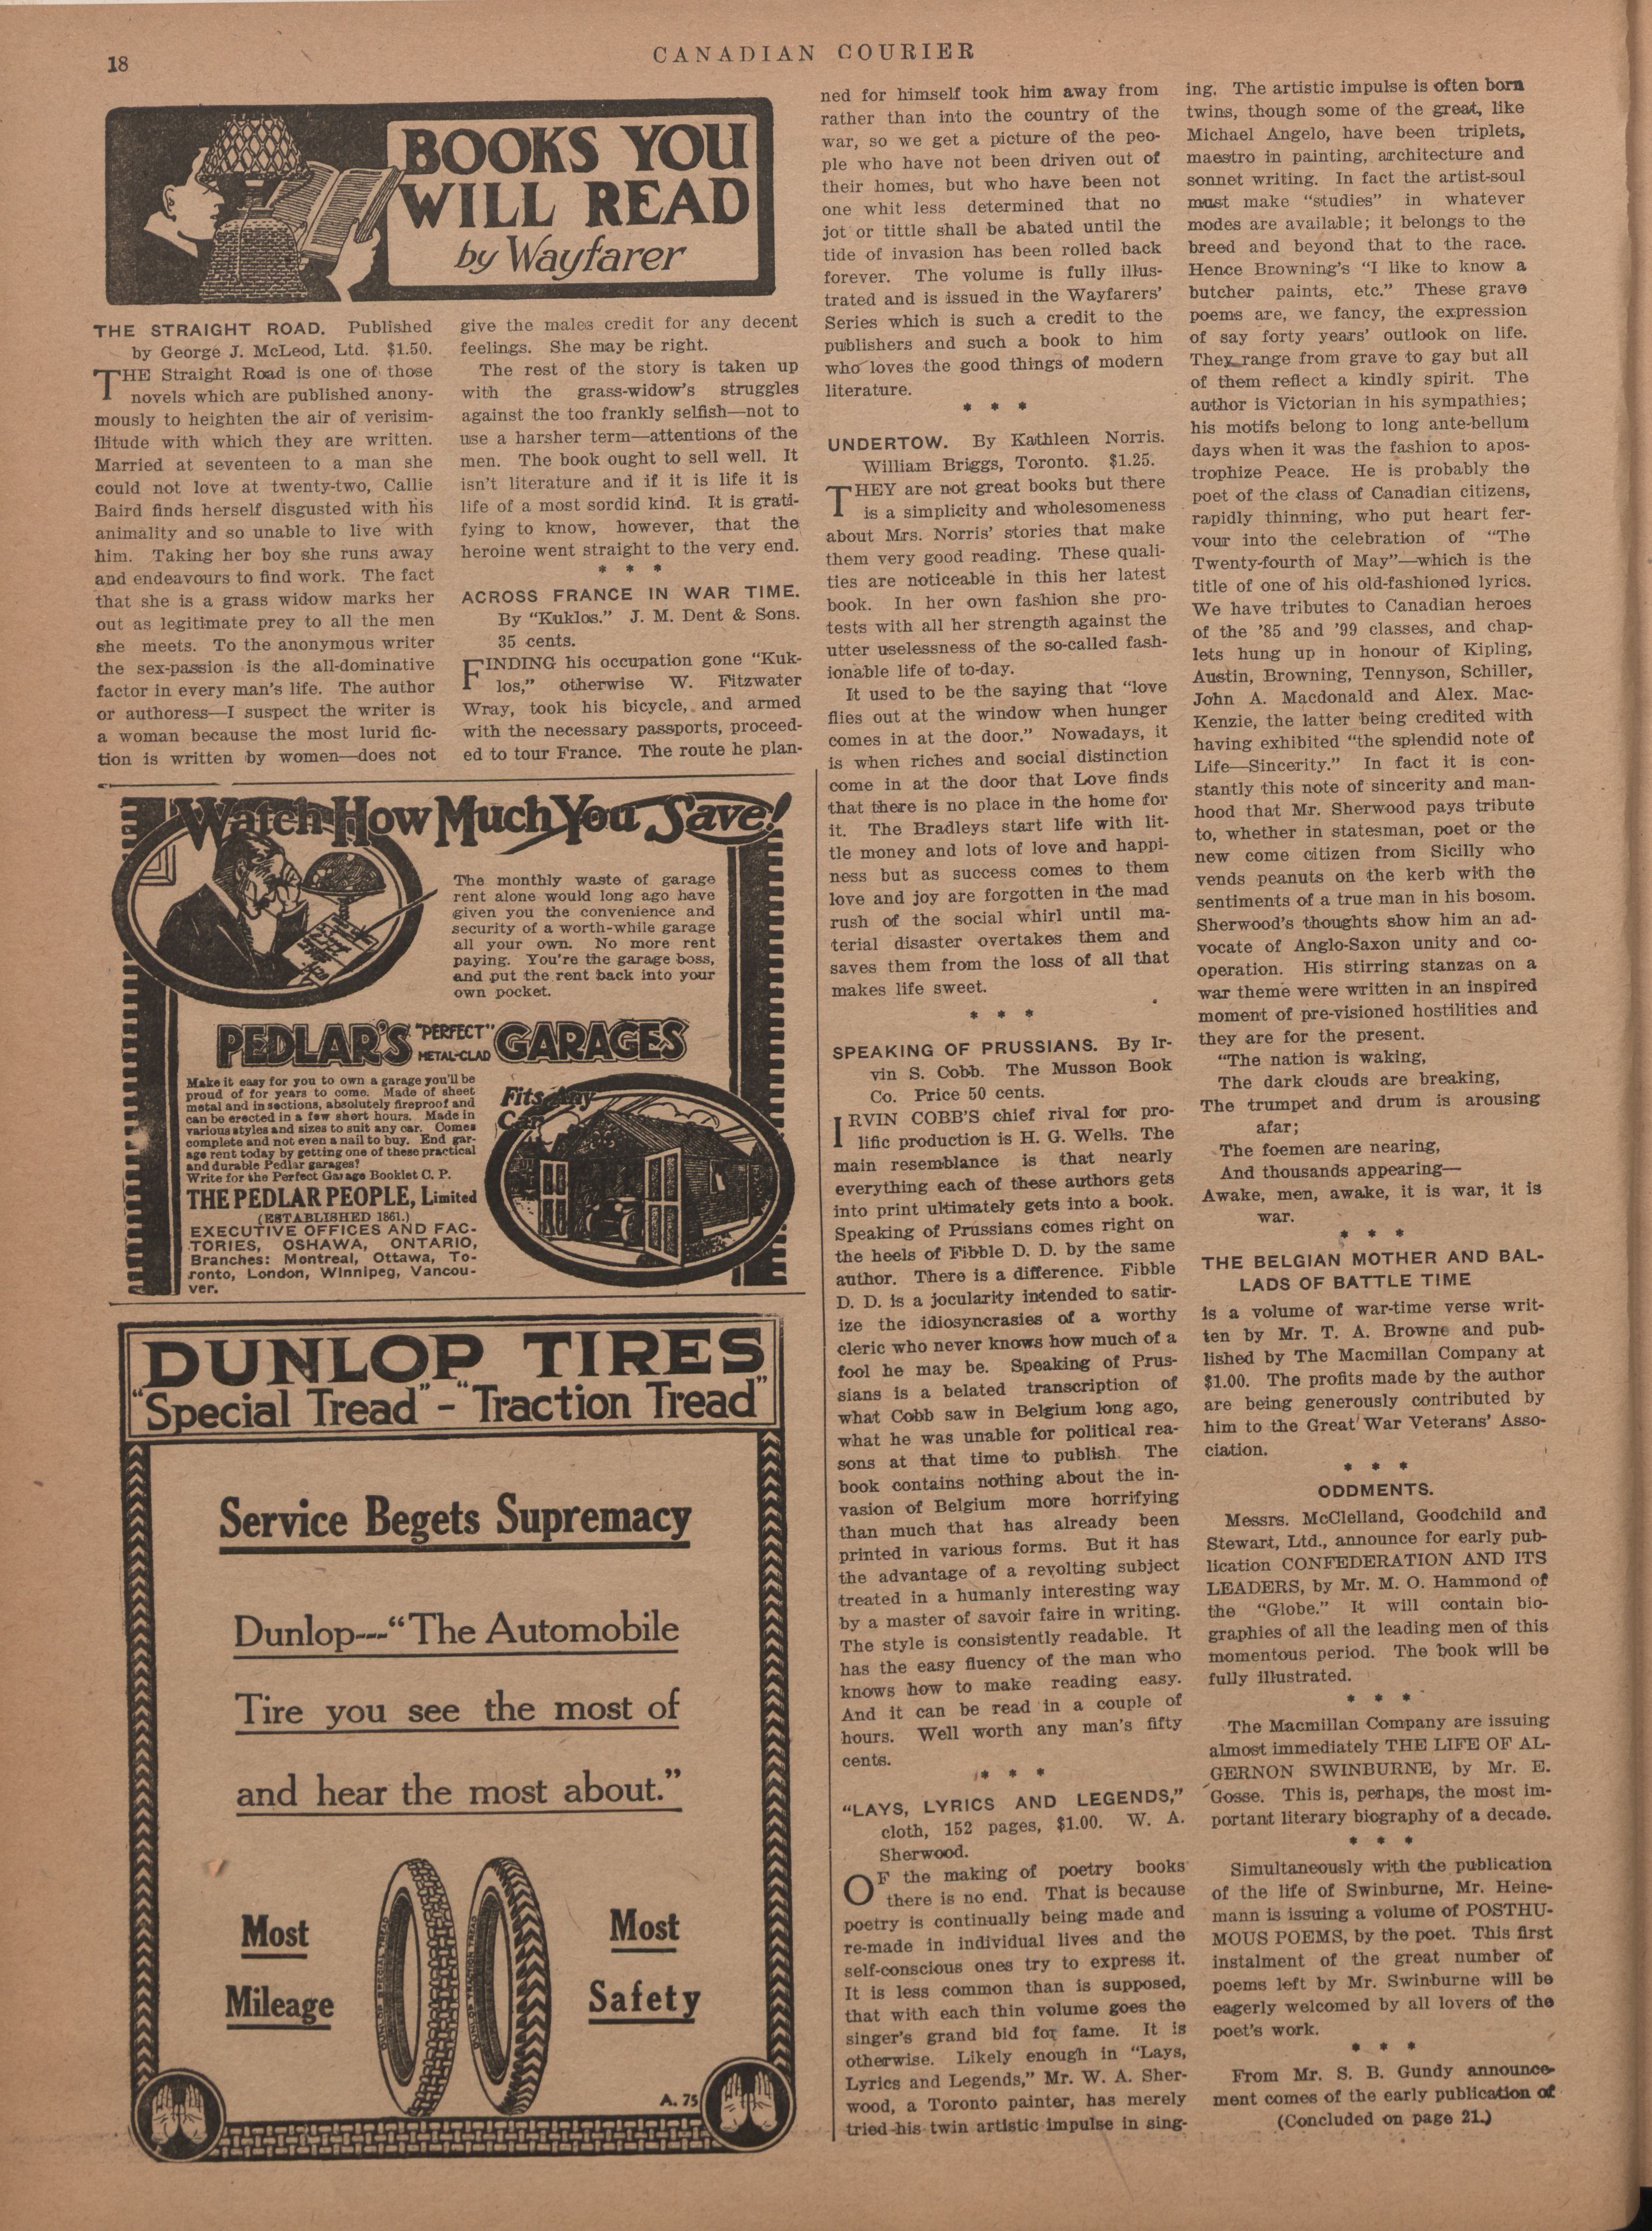 18
CANADIAN COURIER
BOOKS YOU
WILL READ
by Wayfarer
THE STRAIGHT ROAD. Published
by George J. McLeod, Ltd. $1.50.
THE Straight Road is one of those
novels which are published anony-
mously to heighten the air of verisim-
ilitude with which they are written.
Married at seventeen to a man she
could not love at twenty-two, Callie
Baird finds herself disgusted with his
animality and so unable to live with
him. Taking her boy she runs away
and endeavours to find work. The fact
that she is a grass widow marks her
out as legitimate prey to all the men
she meets. To the anonymous writer
the sex-passion is the all-dominative
factor in every man's life. The author
or authoress—I suspect the writer is
a woman because the most lurid fic-
tion is written by women—does not
give the males credit for any decent
feelings. She may be right.
The rest of the story is taken up
with the grass-widow's struggles
against the too frankly selfish—not to
use a harsher term—attentions of the
men. The book ought to sell well. It
isn't literature and if it is life it is
life of a most sordid kind. It is grati-
fying to know, however, that the
heroine went straight to the very end.
* * *
ACROSS FRANCE IN WAR TIME.
By "Kuklos." J. M. Dent & Sons.
35 cents.
FINDING his occupation gone "Kuk-
los," otherwise W. Fitzwater
Wray, took his bicycle, and armed
with the necessary passports, proceed-
ed to tour France. The route he plan-
ned for himself took him away from
rather than into the country of the
war, so we get a picture of the peo-
ple who have not been driven out of
their homes, but who have been not
one whit less determined that no
jot or tittle shall be abated until the
tide of invasion has been rolled back
forever. The volume is fully illus-
trated and is issued in the Wayfarers'
Series which is such a credit to the
publishers and such a book to him
who loves the good things of modern
literature.
* * *
UNDERTOW. By Kathleen Norris.
William Briggs, Toronto. $1.25.
THEY are not great books but there
is a simplicity and wholesomeness
about Mrs. Norris' stories that make
them very good reading. These quali-
ties are noticeable in this her latest
book. In her own fashion she pro-
tests with all her strength against the
utter uselessness of the so-called fash-
ionable life of to-day.
It used to be the saying that "love
flies out at the window when hunger
comes in at the door." Nowadays, it
is when riches and social distinction
come in at the door that Love finds
that there is no place in the home for
it. The Bradleys start life with lit-
tle money and lots of love and happi-
ness but as success comes to them
love and joy are forgotten in the mad
rush of the social whirl until ma-
terial disaster overtakes them and
saves them from the loss of all that
makes life sweet.
* * *
SPEAKING OF PRUSSIANS. By Ir-
vin S. Cobb. The Musson Book
Co. Price 50 cents.
IRVIN COBB'S chief rival for pro-
lific production is H. G. Wells. The
main resemblance is that nearly
everything each of these authors gets
into print ultimately gets into a book.
Speaking of Prussians comes right on
the heels of Fibble D. D. by the same
author. There is a difference. Fibble
D. D. is a jocularity intended to satir-
ize the idiosyncrasies of a worthy
cleric who never knows how much of a
fool he may be. Speaking of Prus-
sians is a belated transcription of
what Cobb saw in Belgium long ago,
what he was unable for political rea-
sons at that time to publish. The
book contains nothing about the in-
vasion of Belgium more horrifying
than much that has already been
printed in various forms. But it has
the advantage of a revolting subject
treated in a humanly interesting way
by a master of savoir faire in writing.
The style is consistently readable. It
has the easy fluency of the man who
knows how to make reading easy.
And it can be read in a couple of
hours. Well worth any man's fifty
cents.
* * *
"LAYS, LYRICS AND LEGENDS,"
cloth, 152 pages, $1.00. W. A.
Sherwood.
OF the making of poetry books
there is no end. That is because
poetry is continually being made and
re-made in individual lives and the
self-conscious ones try to express it.
It is less common than is supposed,
that with each thin volume goes the
singer's grand bid for fame. It is
otherwise. Likely enough in "Lays,
Lyrics and Legends," Mr. W. A. Sher-
wood, a Toronto painter, has merely
tried his twin artistic impulse in sing-
ing. The artistic impulse is often born
twins, though some of the great, like
Michael Angelo, have been triplets,
maestro in painting, architecture and
sonnet writing. In fact the artist-soul
must make "studies" in whatever
modes are available; it belongs to the
breed and beyond that to the race.
Hence Browning's "I like to know a
butcher paints, etc." These grave
poems are, we fancy, the expression
of say forty years' outlook on life.
They range from grave to gay but all
of them reflect a kindly spirit. The
author is Victorian in his sympathies;
his motifs belong to long ante-bellum
days when it was the fashion to apos-
trophize Peace. He is probably the
poet of the class of Canadian citizens,
rapidly thinning, who put heart fer-
vour into the celebration of "The
Twenty-fourth of May"—which is the
title of one of his old-fashioned lyrics.
We have tributes to Canadian heroes
of the '85 and '99 classes, and chap-
lets hung up in honour of Kipling,
Austin, Browning, Tennyson, Schiller,
John A. Macdonald and Alex. Mac-
Kenzie, the latter being credited with
having exhibited "the splendid note of
Life—Sincerity." In fact it is con-
stantly this note of sincerity and man-
hood that Mr. Sherwood pays tribute
to, whether in statesman, poet or the
new come citizen from Sicilly who
vends peanuts on the kerb with the
sentiments of a true man in his bosom.
Sherwood's thoughts show him an ad-
vocate of Anglo-Saxon unity and co-
operation. His stirring stanzas on a
war theme were written in an inspired
moment of pre-visioned hostilities and
they are for the present.
"The nation is waking,
The dark clouds are breaking,
The trumpet and drum is arousing
afar;
The foemen are nearing,
And thousands appearing—
Awake, men, awake, it is war, it is
war.
* * *
THE BELGIAN MOTHER AND BAL-
LADS OF BATTLE TIME
is a volume of war-time verse writ-
ten by Mr. T. A. Browne and pub-
lished by The Macmillan Company at
$1.00. The profits made by the author
are being generously contributed by
him to the Great War Veterans' Asso-
ciation.
* * *
ODDMENTS.
Messrs. McClelland, Goodchild and
Stewart, Ltd., announce for early pub-
lication CONFEDERATION AND ITS
LEADERS, by Mr. M. O. Hammond of
the "Globe." It will contain bio-
graphies of all the leading men of this
momentous period. The book will be
fully illustrated.
* * *
The Macmillan Company are issuing
almost immediately THE LIFE OF AL-
GERNON SWINBURNE, by Mr. E.
Gosse. This is, perhaps, the most im-
portant literary biography of a decade.
* * *
Simultaneously with the publication
of the life of Swinburne, Mr. Heine-
mann is issuing a volume of POSTHU-
MOUS POEMS, by the poet. This first
instalment of the great number of
poems left by Mr. Swinburne will be
eagerly welcomed by all lovers of the
poet's work.
* * *
From Mr. S. B. Gundy announce-
ment comes of the early publication of
(Concluded on page 21.)
Watch How Much You Save!
The monthly waste of garage
rent alone would long ago have
given you the convenience and
security of a worth-while garage
all your own. No more rent
paying. You're the garage boss,
and put the rent back into your
own pocket.
PEDLAR'S "PERFECT" METAL-CLAD GARAGES
Make it easy for you to own a garage you'll be
proud of for years to come. Made of sheet
metal and in sections, absolutely fireproof and
can be erected in a few short hours. Made in
various styles and sizes to suit any car. Comes
complete and not even a nail to buy. End gar-
age rent today by getting one of these practical
and durable Pedlar garages!
Write for the Perfect Garage Booklet C. P.
THE PEDLAR PEOPLE, Limited
(ESTABLISHED 1861.)
EXECUTIVE OFFICES AND FAC-
TORIES, OSHAWA, ONTARIO,
Branches: Montreal, Ottawa, To-
ronto, London, Winnipeg, Vancou-
ver.
Fits Any
Car
DUNLOP TIRES
"Special Tread" - "Traction Tread"
Service Begets Supremacy
Dunlop---"The Automobile
Tire you see the most of
and hear the most about."
Most
Mileage
DUNLOP SPECIAL TREAD
DUNLOP TRACTION TREAD
Most
Safety
A. 75